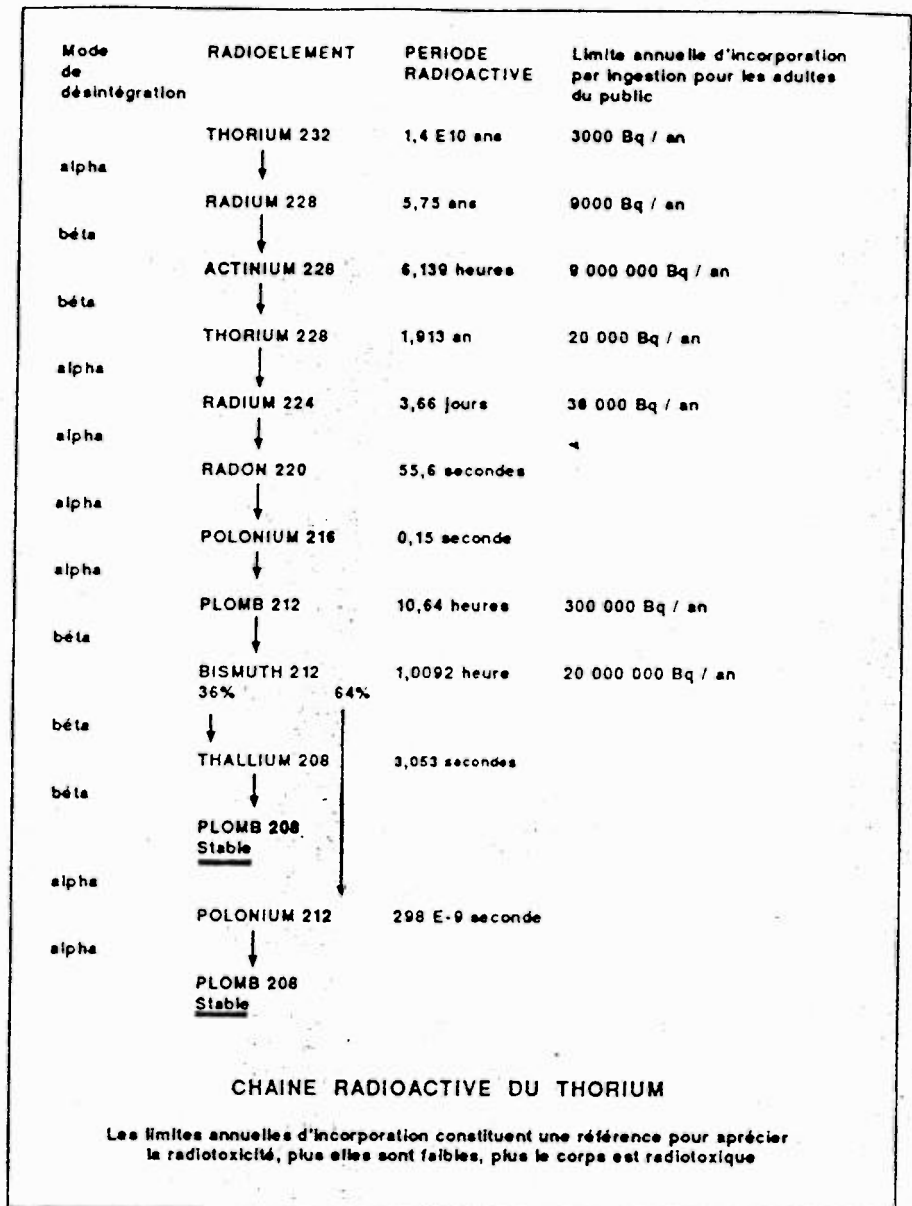 Mode de désintégration RADIOELEMENT PERIODE RADIOACTIVE Limite annuelle d'incorporation par ingestion pour les adultes du public
THORIUM 232 1,4 E10 ans 3000 Bq / an
alpha
RADIUM 228 5,75 ans 9000 Bq / an
béta
ACTINIUM 228 6,139 heures 9 000 000 Bq / an
béta
THORIUM 228 1,913 an 20 000 Bq / an
alpha
RADIUM 224 3,66 jours 36 000 Bq / an
alpha
RADON 220 55,6 secondes
alpha
POLONIUM 216 0,15 seconde
alpha
PLOMB 212 10,64 heures 300 000 Bq / an
béta
BISMUTH 212 1,0092 heure 20 000 000 Bq / an
36% 64%
béta
THALLIUM 208 3,053 secondes
béta
PLOMB 208
Stable
alpha
POLONIUM 212 298 E-9 seconde
alpha
PLOMB 208
Stable
CHAINE RADIOACTIVE DU THORIUM
Les limites annuelles d'incorporation constituent une référence pour aprécier
la radiotoxicité, plus elles sont faibles, plus le corps est radiotoxique